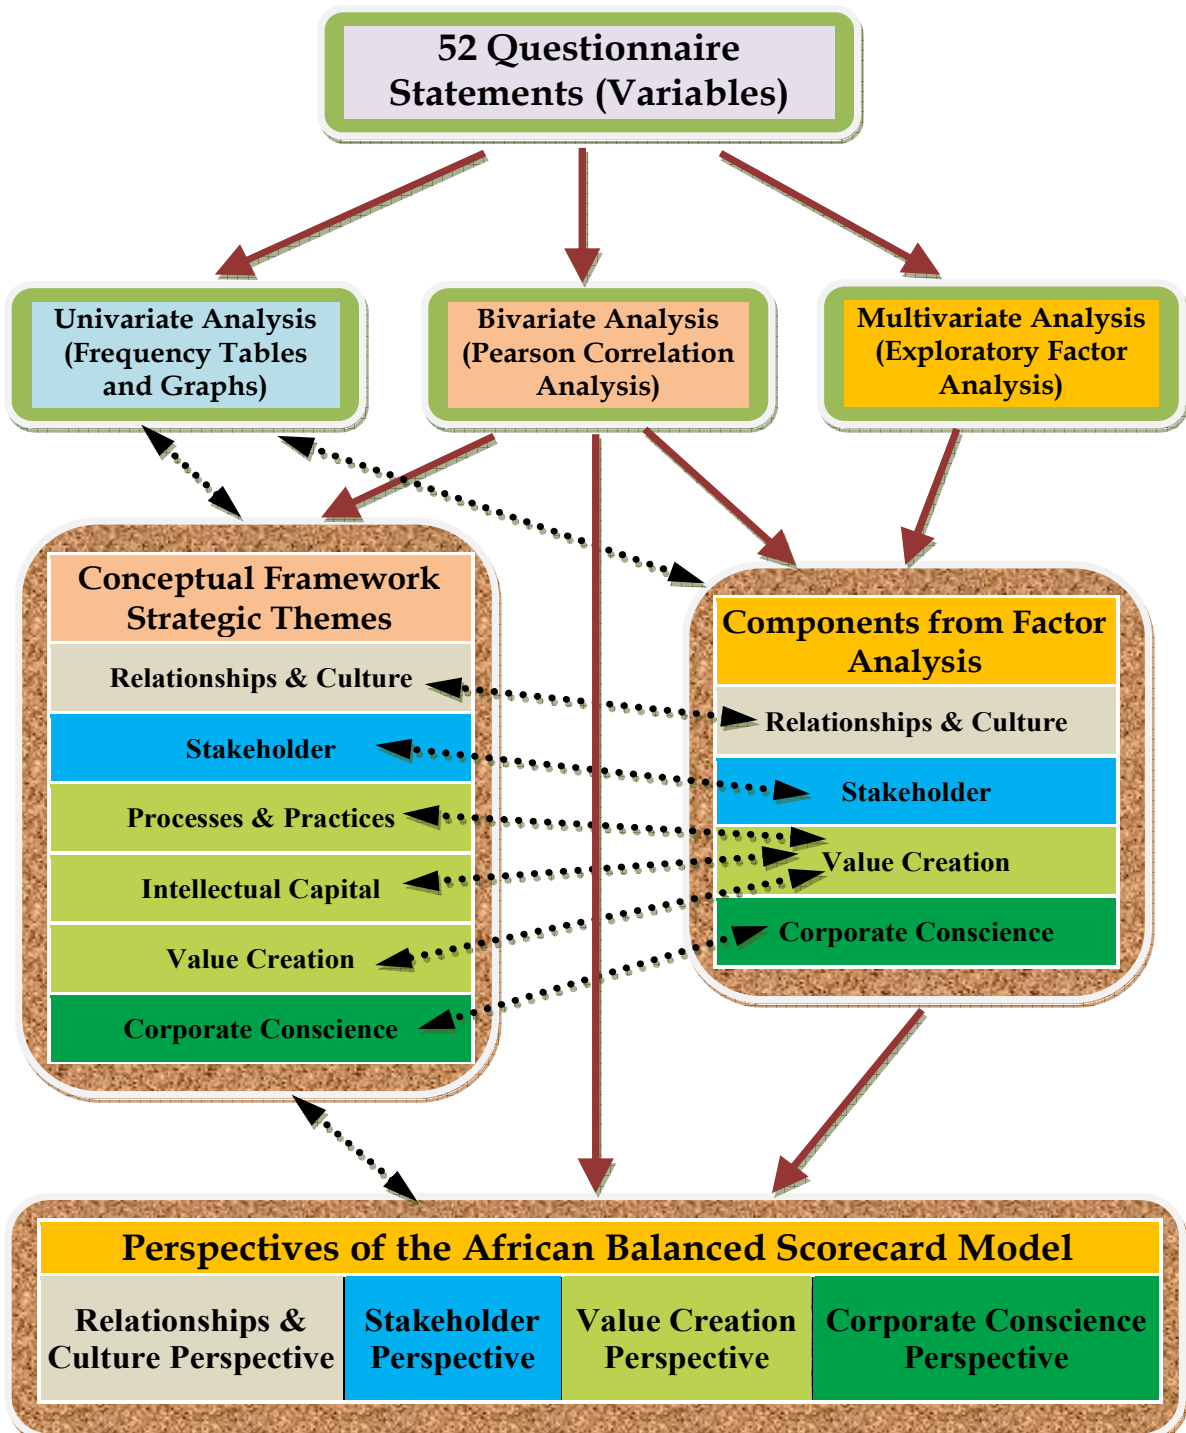 52 Questionnaire
Statements (Variables)
Univariate Analysis
(Frequency Tables
and Graphs)
Bivariate Analysis
(Pearson Correlation
Analysis)
Multivariate Analysis
(Exploratory Factor
Analysis)
Conceptual Framework
Strategic Themes
Relationships & Culture
Stakeholder
Processes & Practices
Intellectual Capital
Value Creation
Corporate Conscience
Components from Factor
Analysis
Relationships & Culture
Stakeholder
Value Creation
Corporate Conscience
Perspectives of the African Balanced Scorecard Model
Relationships &
Culture Perspective
Stakeholder
Perspective
Value Creation
Perspective
Corporate Conscience
Perspective